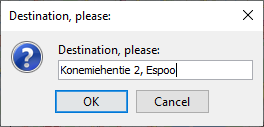 Destination, please:
Destination, please:
Konemiehentie 2, Espoo
OK
Cancel